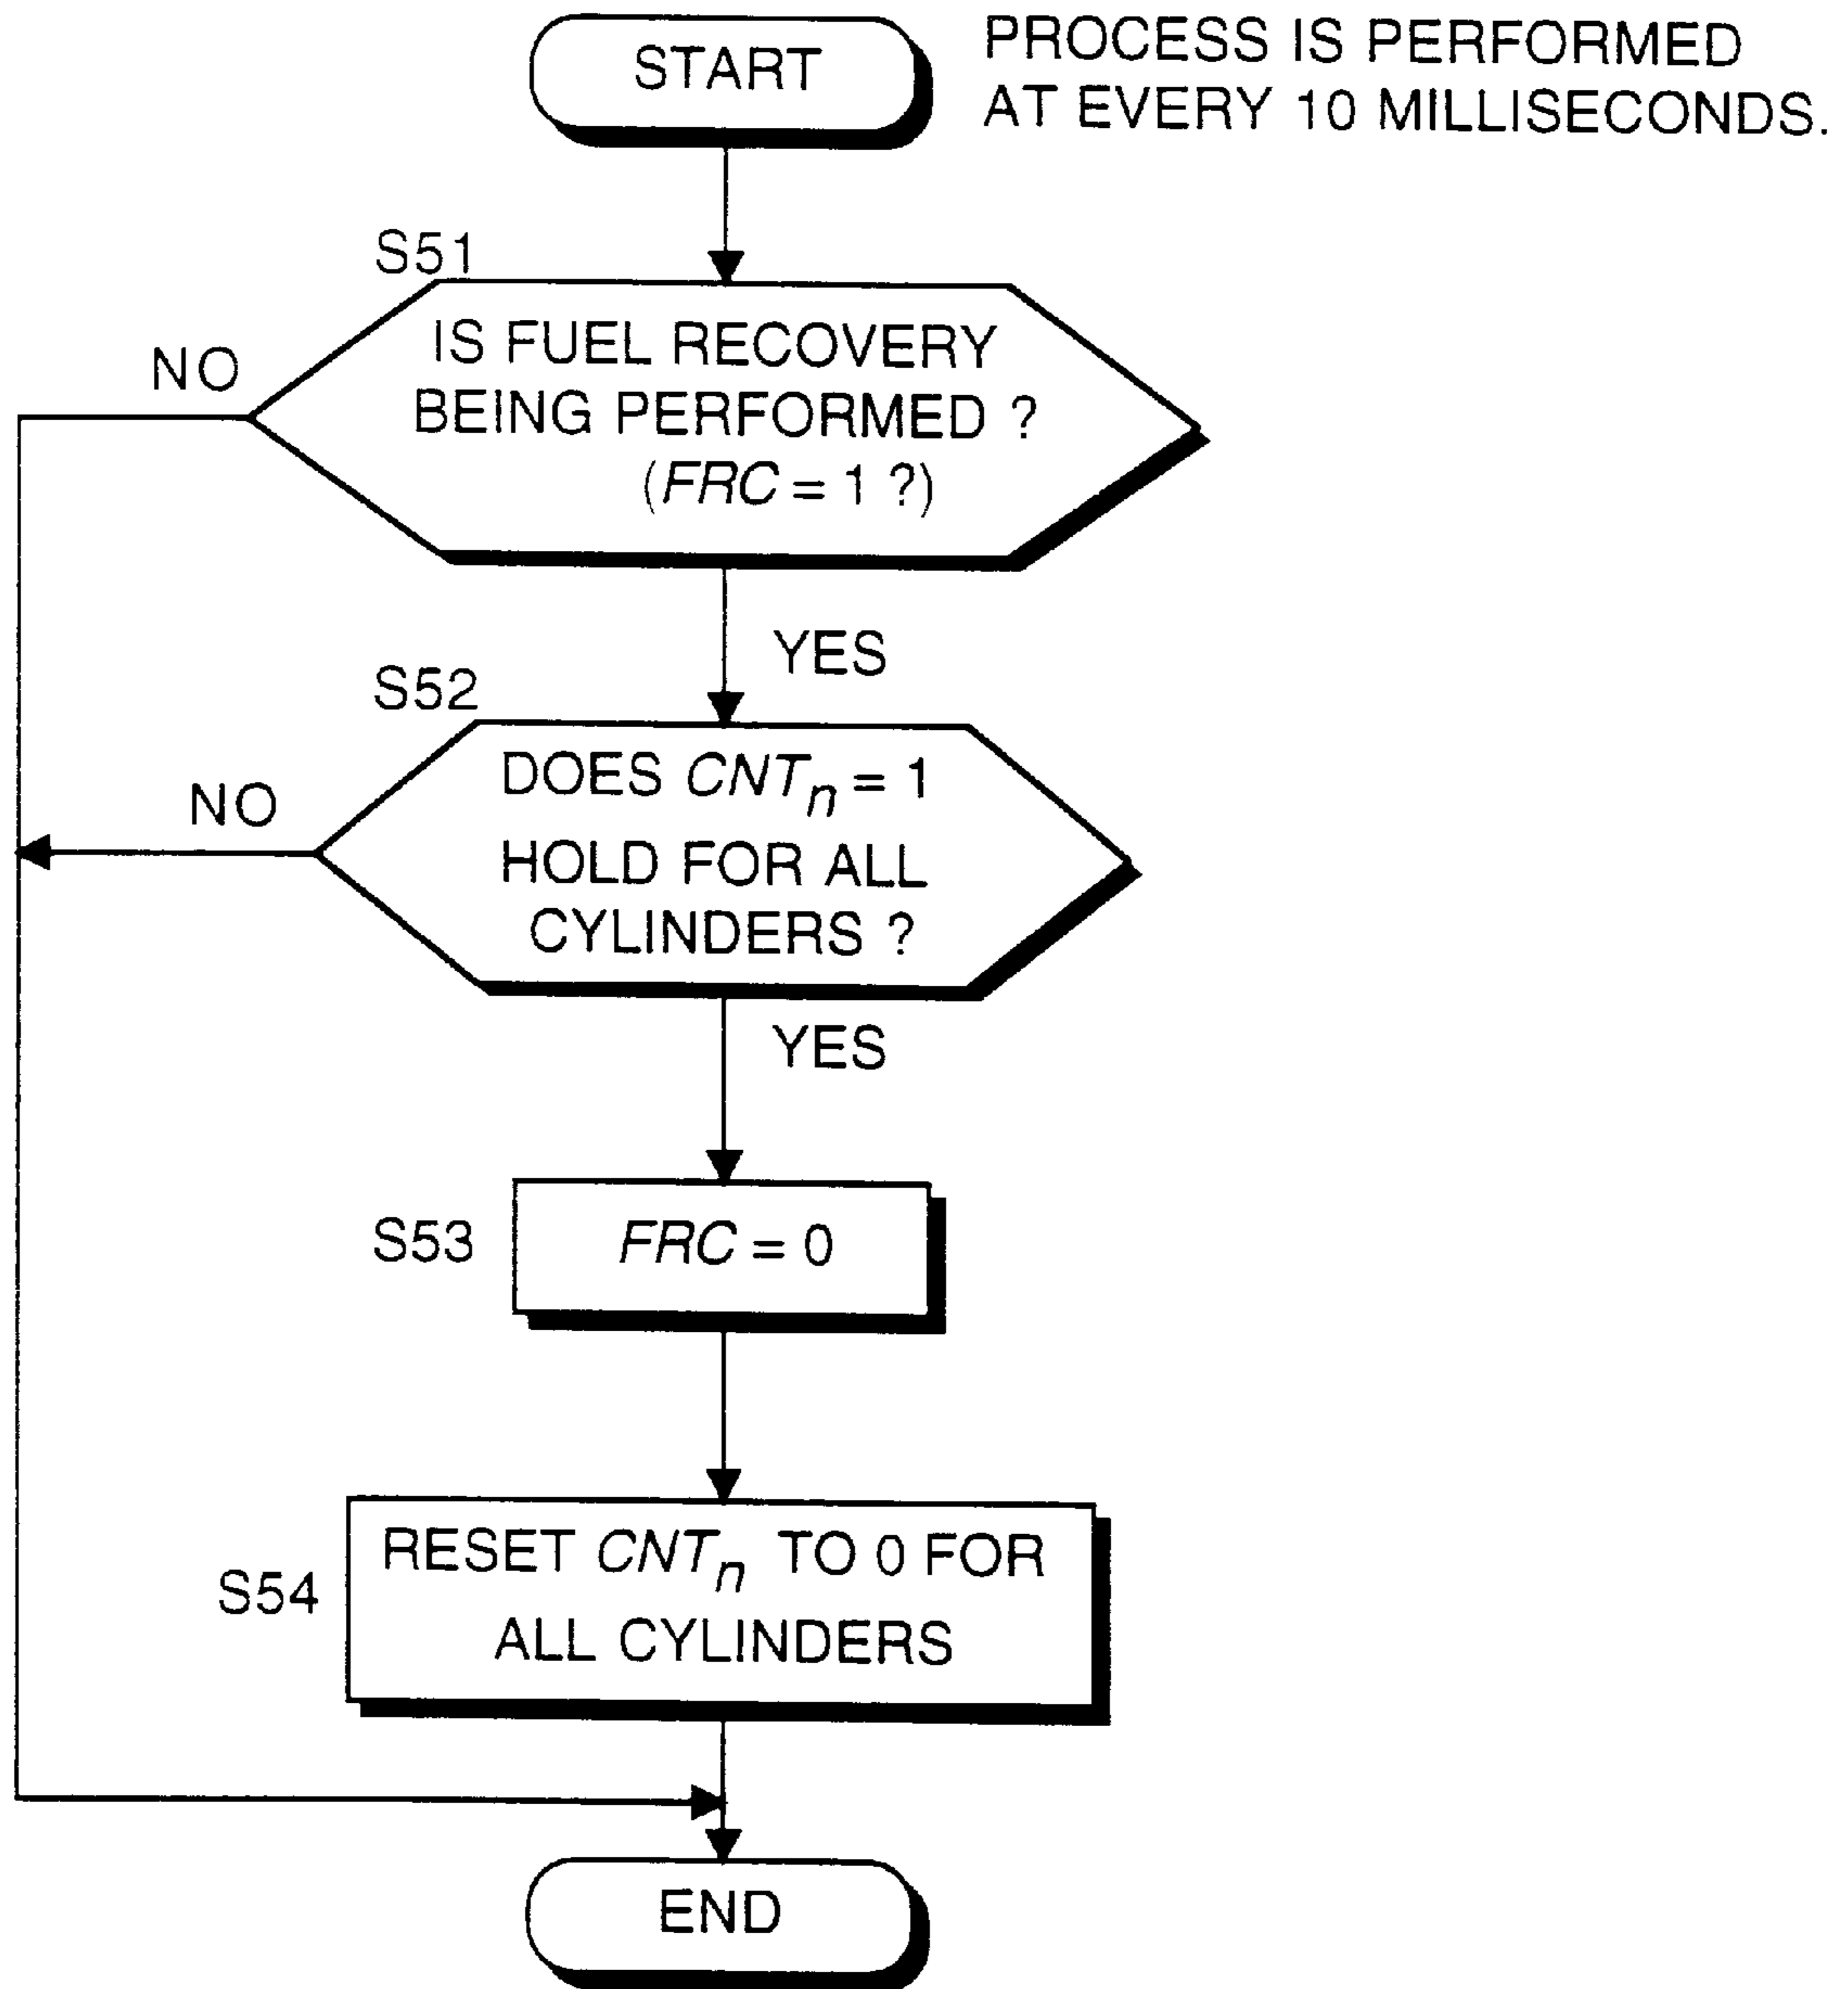 START
PROCESS IS PERFORMED
AT EVERY 10 MILLISECONDS.
S51
IS FUEL RECOVERY
BEING PERFORMED ?
(FRC = 1 ?)
NO
YES
S52
DOES CNTn = 1
HOLD FOR ALL
CYLINDERS ?
NO
YES
S53
FRC = 0
S54
RESET CNTn TO 0 FOR
ALL CYLINDERS
END